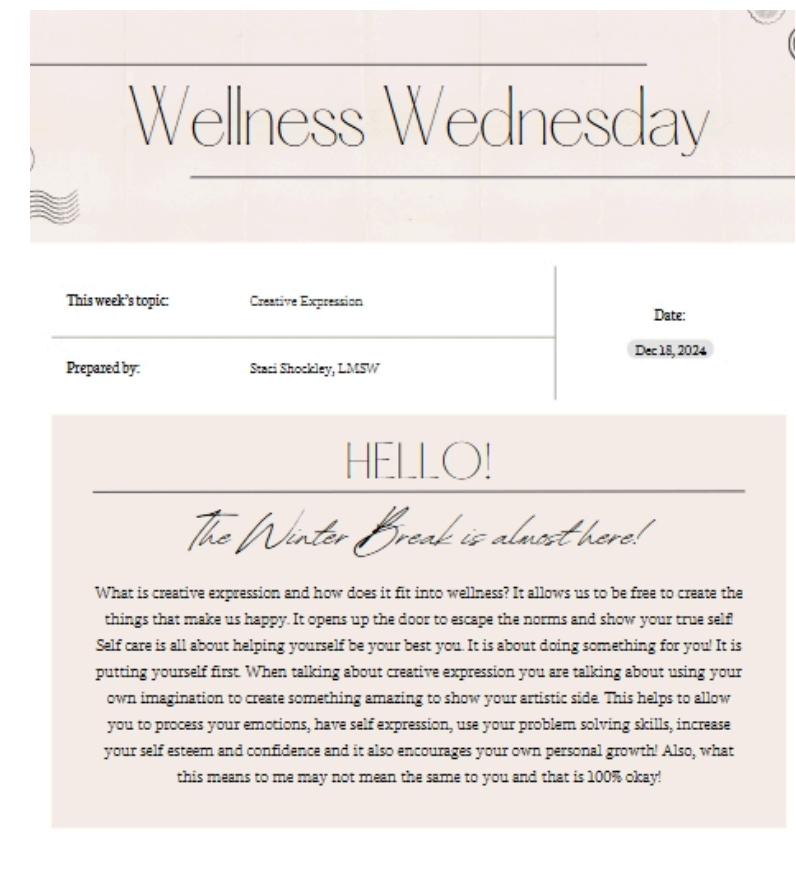 Wellness Wednesday
This week's topic:
Creative Expression
Prepared by:
Staci Shockley, LMSW
Date:
Dec 18, 2024
HELLO!
The Winter Break is almost here!
What is creative expression and how does it fit into wellness? It allows us to be free to create the
things that make us happy. It opens up the door to escape the norms and show your true self!
Self care is all about helping yourself be your best you. It is about doing something for you! It is
putting yourself first. When talking about creative expression you are talking about using your
own imagination to create something amazing to show your artistic side. This helps to allow
you to process your emotions, have self expression, use your problem solving skills, increase
your self esteem and confidence and it also encourages your own personal growth! Also, what
this means to me may not mean the same to you and that is 100% okay!